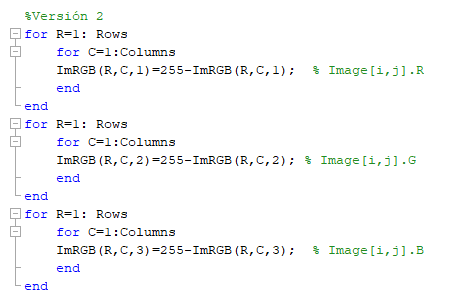 %Versión 2
for R=1: Rows
for C=1:Columns
ImRGB(R,C,1)=255-ImRGB(R,C,1);  % Image[i,j].R
end
end
for R=1: Rows
for C=1:Columns
ImRGB(R,C,2)=255-ImRGB(R,C,2); % Image[i,j].G
end
end
for R=1: Rows
for C=1:Columns
ImRGB(R,C,3)=255-ImRGB(R,C,3);  % Image[i,j].B
end
end